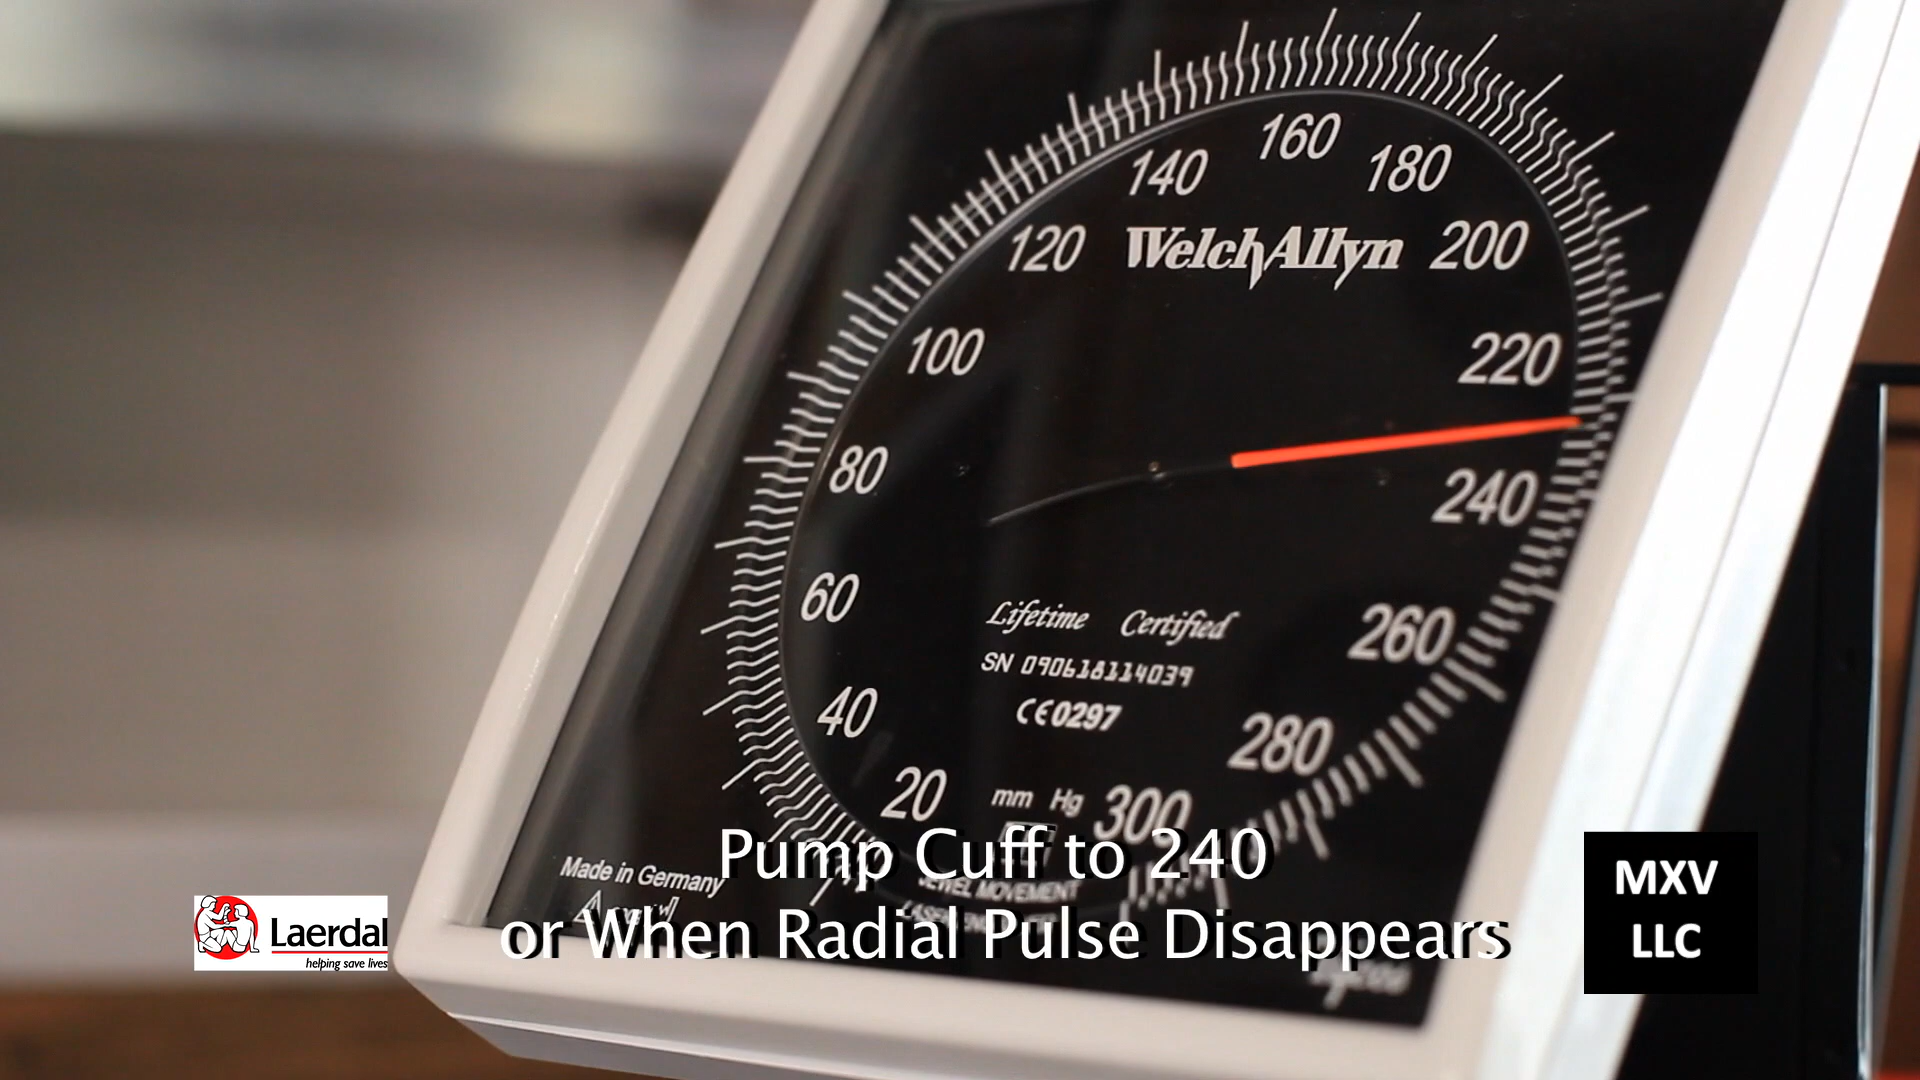 160
140
180
120
WelchAllyn
200
100
220
80
240
60
Lifetime Certified
260
SN 090618114039
40
CE0297
280
20
mm Hg
300
Pump Cuff to 240
Made in Germany
JEWEL MOVEMENT
or When Radial Pulse Disappears
Laerdal
helping save lives
MXV
LLC